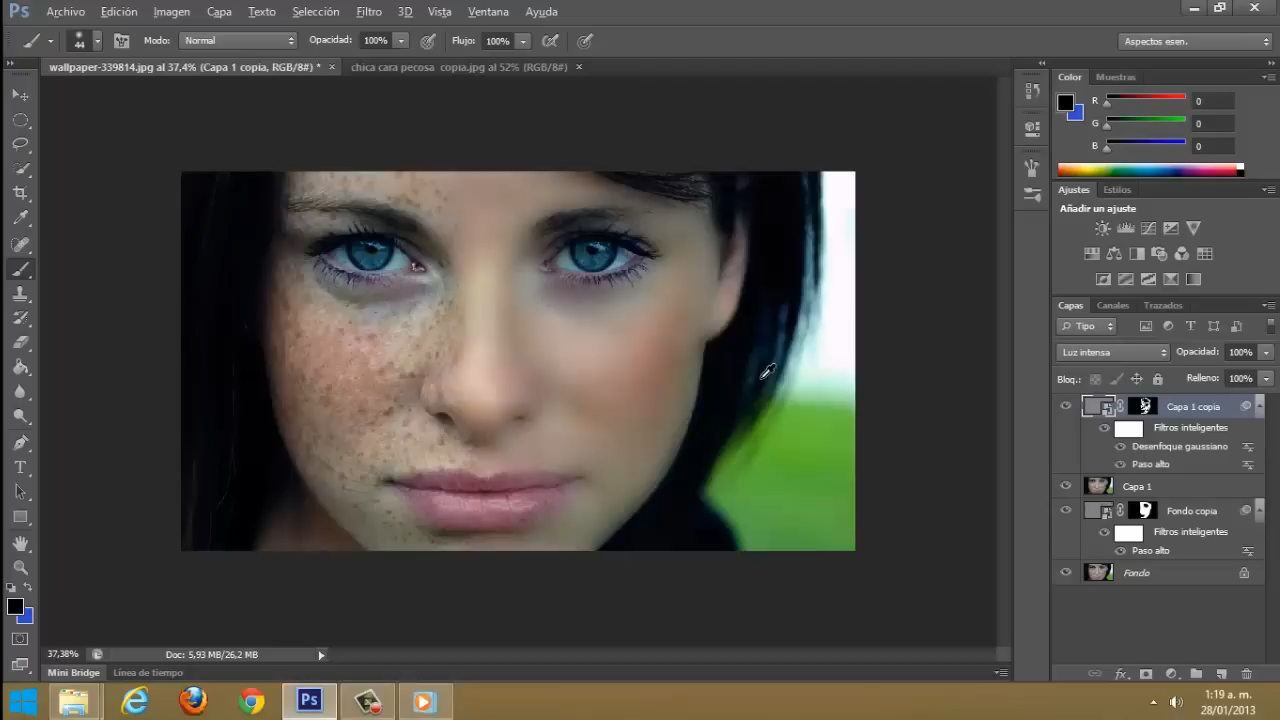 Ps Archivo Edición Imagen Capa Texto Selección Filtro 3D Vista Ventana Ayuda
44 Modo: Normal Opacidad: 100% Flujo: 100% Aspectos esen.
wallpaper-339814.jpg al 37,4% (Capa 1 copia, RGB/8#) * × chica cara pecosa copia.jpg al 52% (RGB/8#) ×
Color Muestras
R 0
G 0
B 0
Ajustes Estilos
Añadir un ajuste
Capas Canales Trazados
Tipo
Luz intensa Opacidad: 100%
Bloq.: Relleno: 100%
Capa 1 copia
Filtros inteligentes
Desenfoque gaussiano
Paso alto
Capa 1
Fondo copia
Filtros inteligentes
Paso alto
Fondo
37,38% Doc: 5,93 MB/26,2 MB
Mini Bridge Línea de tiempo
Ps
1:19 a. m.
28/01/2013